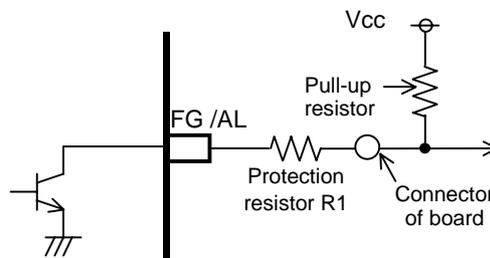 Vcc
Pull-up
resistor
FG /AL
Protection
resistor R1
Connector
of board